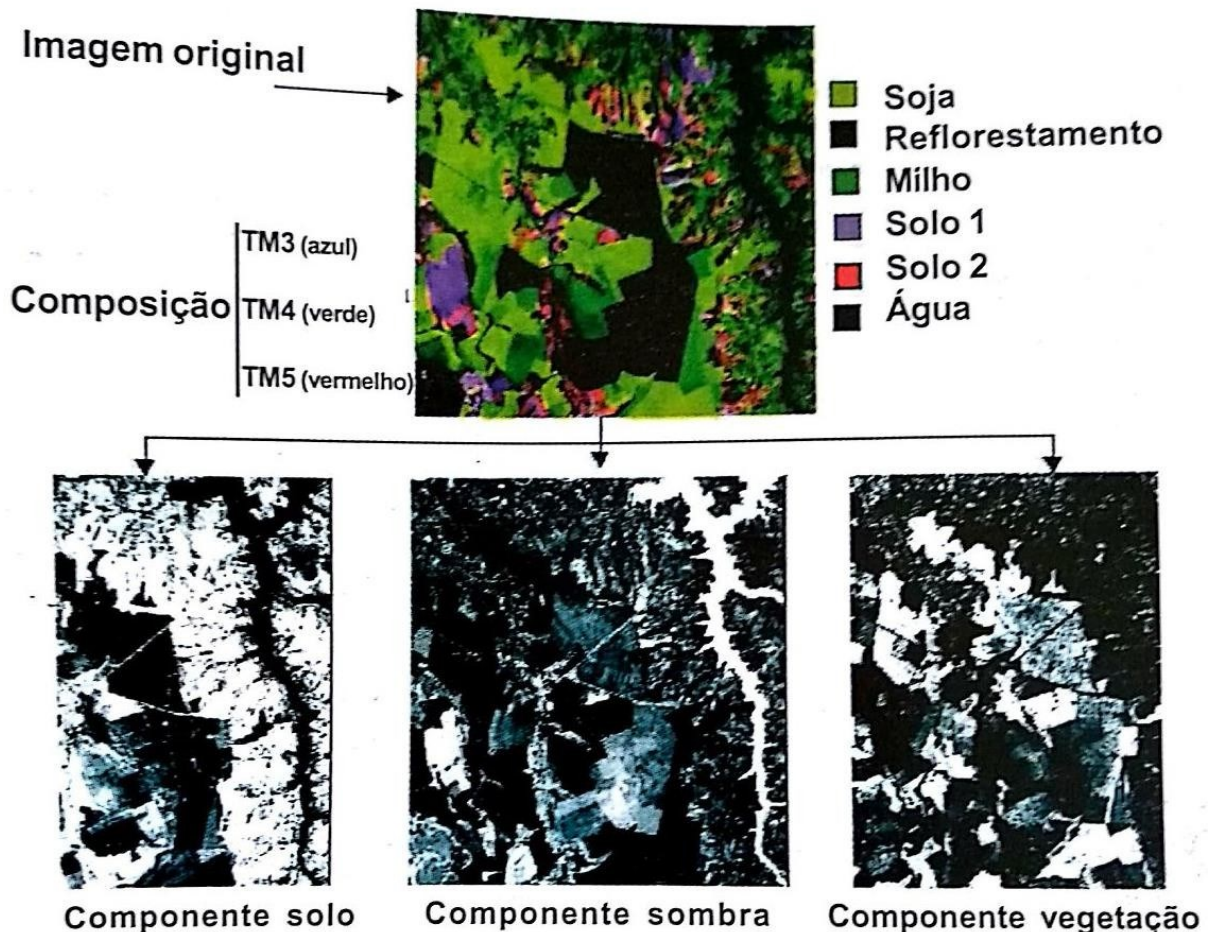 Imagem original
Soja
Reflorestamento
Milho
Solo 1
Solo 2
Água
Composição
TM3 (azul)
TM4 (verde)
TM5 (vermelho)
Componente solo
Componente sombra
Componente vegetação